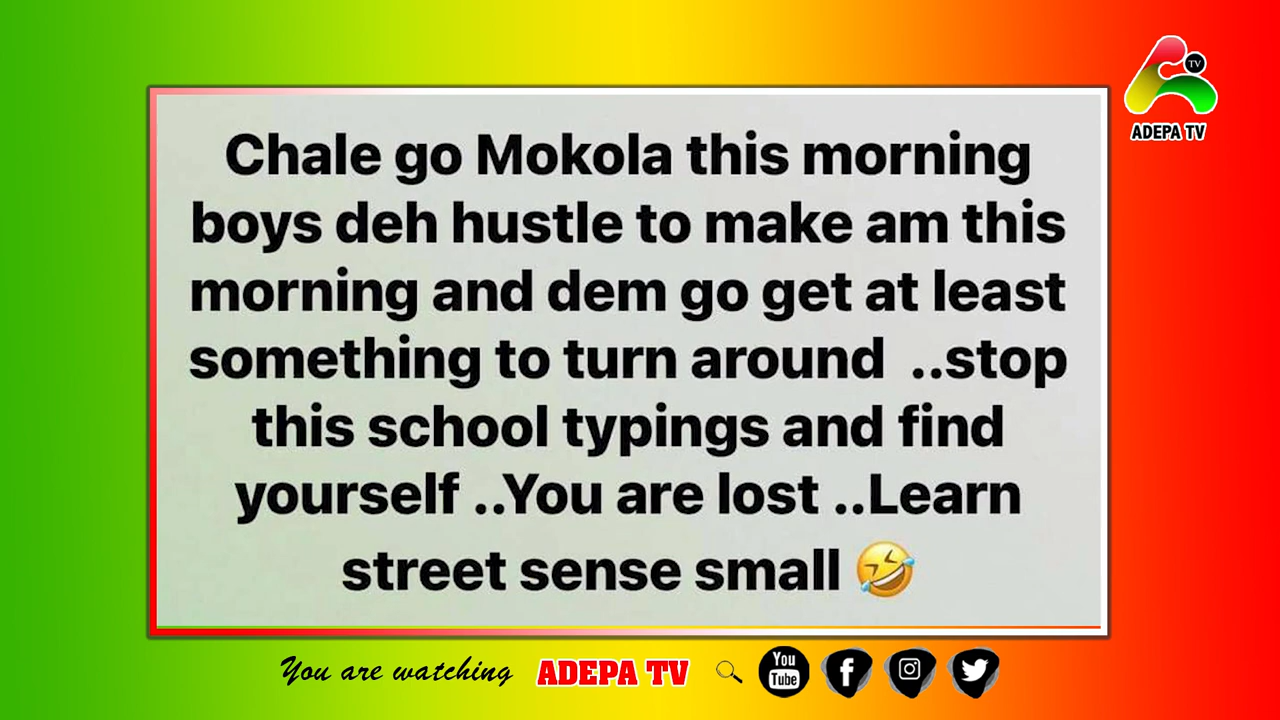 TV
ADEPA TV
Chale go Mokola this morning
boys deh hustle to make am this
morning and dem go get at least
something to turn around ..stop
this school typings and find
yourself ..You are lost ..Learn
street sense small 🤣
You are watching ADEPA TV
You
Tube